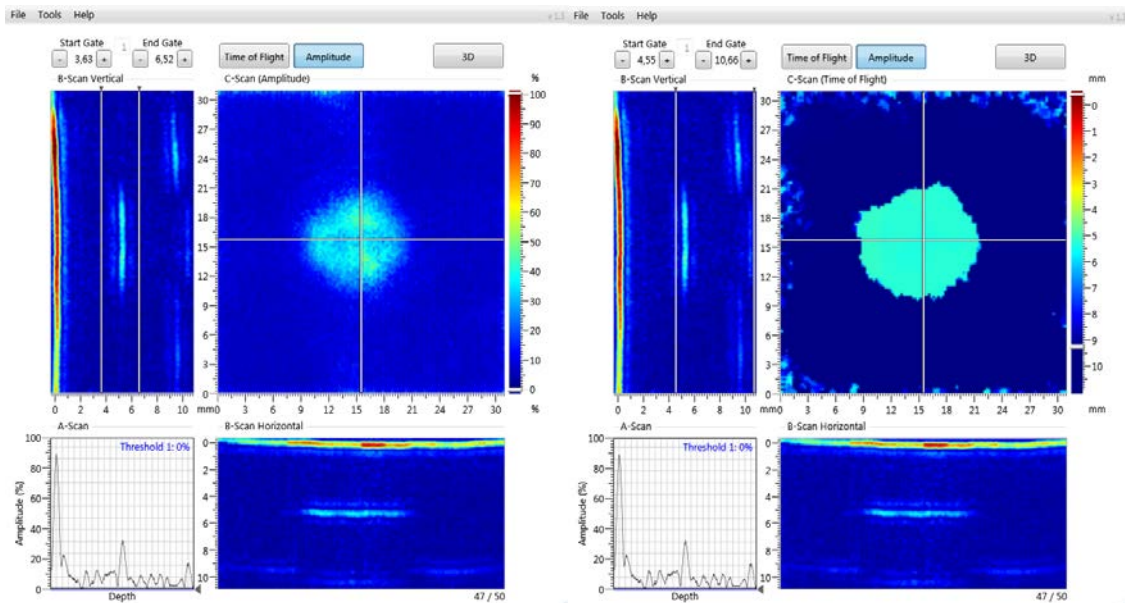 File Tools Help v 1.3
Start Gate 1 End Gate
- 3,63 + - 6,52 +
Time of Flight Amplitude 3D
B-Scan Vertical C-Scan (Amplitude) %
30 27 24 21 18 15 12 9 6 3 0
100 90 80 70 60 50 40 30 20 10 0
0 2 4 6 8 10 mm 0 3 6 9 12 15 18 21 24 27 30 %
A-Scan B-Scan Horizontal
Threshold 1: 0%
Amplitude (%)
100 80 60 40 20 0
0 2 4 6 8 10
Depth 47 / 50
File Tools Help v 1.3
Start Gate 1 End Gate
- 4,55 + - 10,66 +
Time of Flight Amplitude 3D
B-Scan Vertical C-Scan (Time of Flight) mm
30 27 24 21 18 15 12 9 6 3 0
0 1 2 3 4 5 6 7 8 9 10
0 2 4 6 8 10 mm 0 3 6 9 12 15 18 21 24 27 30 mm
A-Scan B-Scan Horizontal
Threshold 1: 0%
Amplitude (%)
100 80 60 40 20 0
0 2 4 6 8 10
Depth 47 / 50